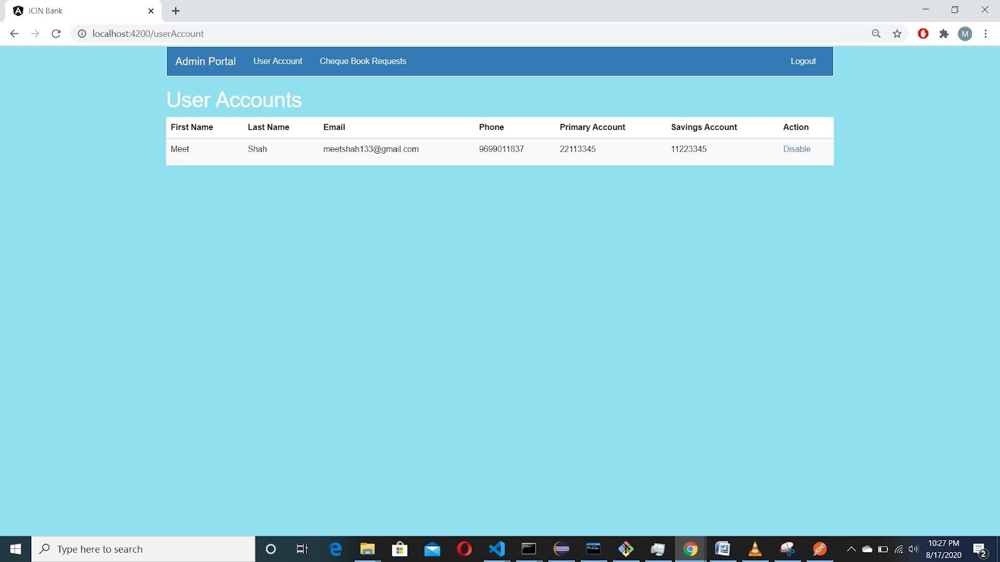 ICIN Bank
localhost:4200/userAccount
M
Admin Portal User Account Cheque Book Requests Logout
User Accounts
First Name Last Name Email Phone Primary Account Savings Account Action
Meet Shah meetshah133@gmail.com 9699011837 22113345 11223345 Disable
Type here to search
10:27 PM
8/17/2020
2